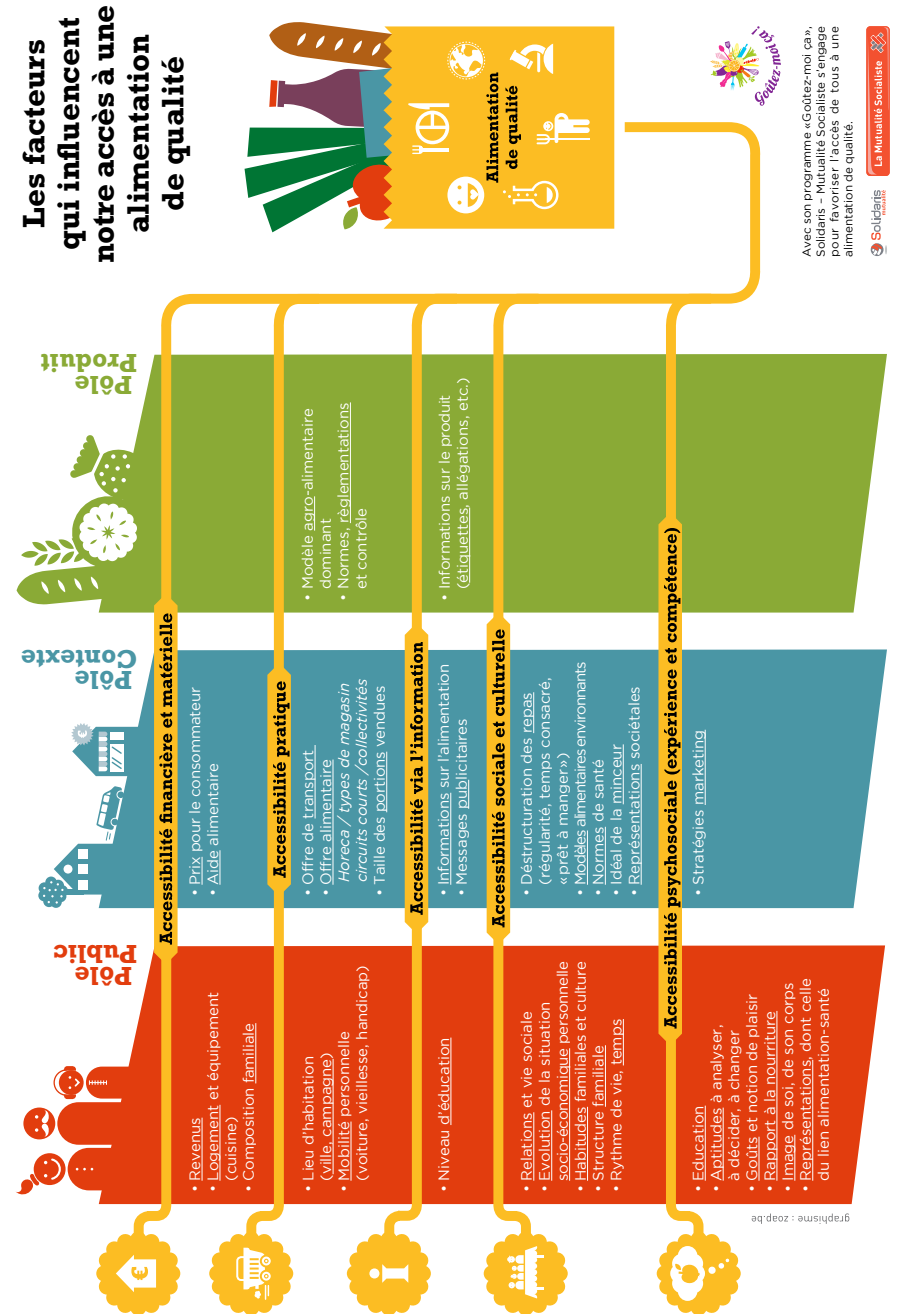 Les facteurs
qui influencent
notre accès à une
alimentation
de qualité
Pôle
Public
Pôle
Contexte
Pôle
Produit
Accessibilité financière et matérielle
• Revenus
• Logement et équipement
(cuisine)
• Composition familiale
• Prix pour le consommateur
• Aide alimentaire
Accessibilité pratique
• Lieu d'habitation
(ville, campagne)
• Mobilité personnelle
(voiture, vieillesse, handicap)
• Offre de transport
• Offre alimentaire
Horeca / types de magasin
circuits courts /collectivités
• Taille des portions vendues
• Modèle agro-alimentaire
dominant
• Normes, règlementations
et contrôle
Accessibilité via l'information
• Niveau d'éducation
• Informations sur l'alimentation
• Messages publicitaires
• Informations sur le produit
(étiquettes, allégations, etc.)
Accessibilité sociale et culturelle
• Relations et vie sociale
• Evolution de la situation
socio-économique personnelle
• Habitudes familiales et culture
• Structure familiale
• Rythme de vie, temps
• Déstructuration des repas
(régularité, temps consacré,
«prêt à manger»)
• Modèles alimentaires environnants
• Normes de santé
• Idéal de la minceur
• Représentations sociétales
Accessibilité psychosociale (expérience et compétence)
• Education
• Aptitudes à analyser,
à décider, à changer
• Goûts et notion de plaisir
• Rapport à la nourriture
• Image de soi, de son corps
• Représentations, dont celle
du lien alimentation-santé
• Stratégies marketing
Alimentation
de qualité
Goûtez-moi ça !
Avec son programme «Goûtez-moi ça»,
Solidaris – Mutualité Socialiste s'engage
pour favoriser l'accès de tous à une
alimentation de qualité.
Solidaris
mutualité
La Mutualité Socialiste
graphisme : zoap.be
€
€
i